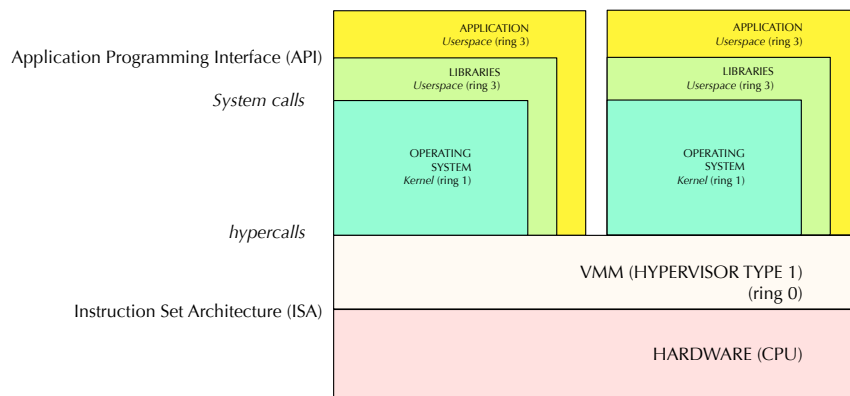 APPLICATION
Userspace (ring 3)
APPLICATION
Userspace (ring 3)
Application Programming Interface (API)
LIBRARIES
Userspace (ring 3)
LIBRARIES
Userspace (ring 3)
System calls
OPERATING
SYSTEM
Kernel (ring 1)
OPERATING
SYSTEM
Kernel (ring 1)
hypercalls
VMM (HYPERVISOR TYPE 1)
(ring 0)
Instruction Set Architecture (ISA)
HARDWARE (CPU)